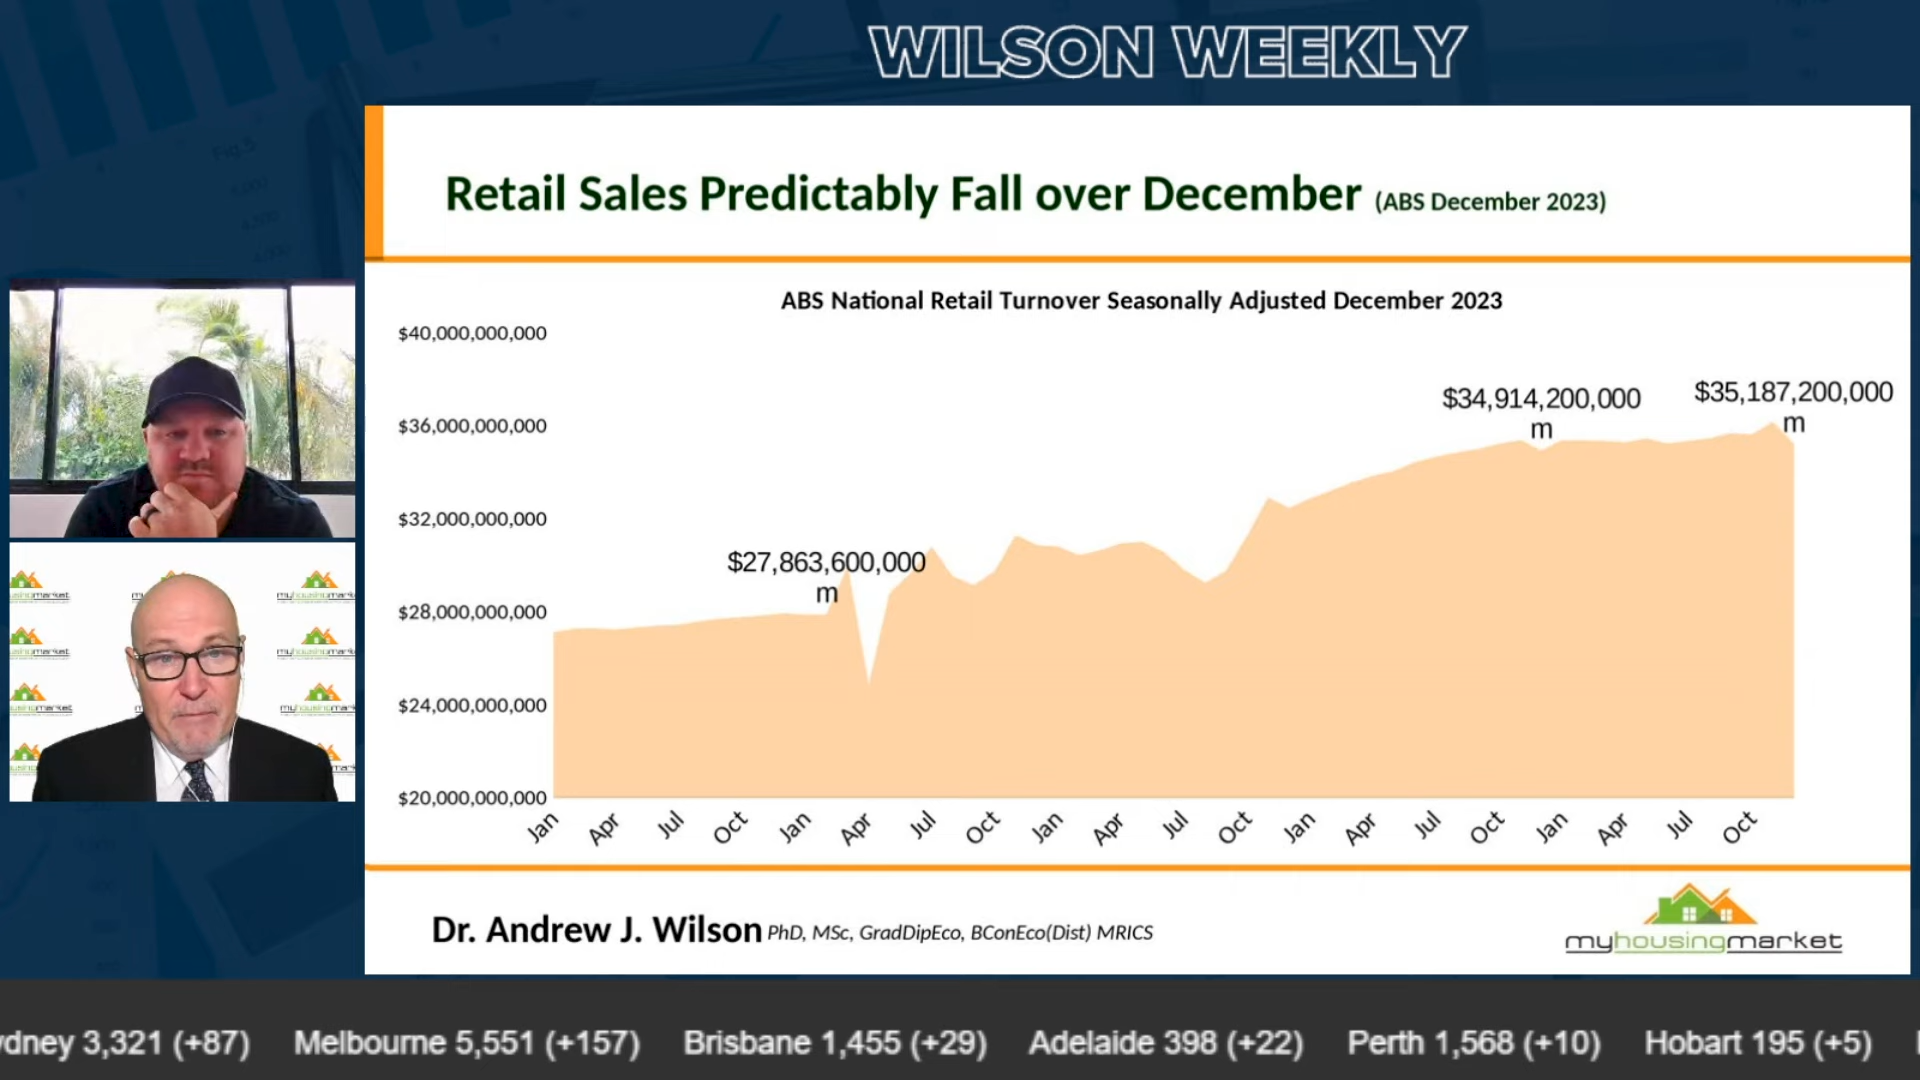 WILSON WEEKLY
Retail Sales Predictably Fall over December (ABS December 2023)
ABS National Retail Turnover Seasonally Adjusted December 2023
$40,000,000,000
$36,000,000,000
$32,000,000,000
$28,000,000,000
$24,000,000,000
$20,000,000,000
$27,863,600,000
m
$34,914,200,000
m
$35,187,200,000
m
Jan Apr Jul Oct Jan Apr Jul Oct Jan Apr Jul Oct Jan Apr Jul Oct Jan Apr Jul Oct
Dr. Andrew J. Wilson PhD, MSc, GradDipEco, BConEco(Dist) MRICS
myhousingmarket
ydney 3,321 (+87) Melbourne 5,551 (+157) Brisbane 1,455 (+29) Adelaide 398 (+22) Perth 1,568 (+10) Hobart 195 (+5)